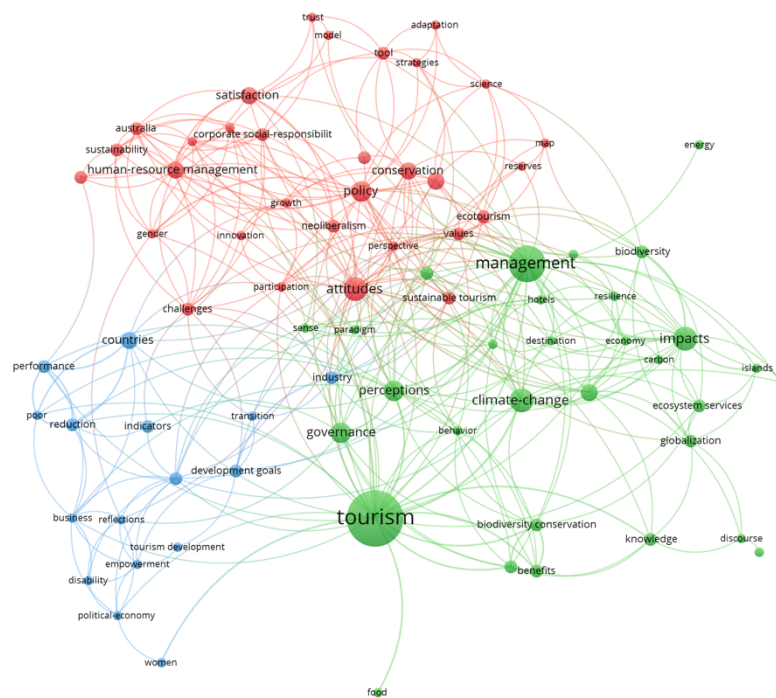 trust
adaptation
model
tool
strategies
science
satisfaction
australia
corporate social-responsibilit
energy
sustainability
map
human-resource management
conservation
reserves
policy
growth
ecotourism
gender
innovation
neoliberalism
values
perspective
biodiversity
management
participation
attitudes
sustainable tourism
hotels
resilience
challenges
sense
paradigm
countries
destination
economy
impacts
carbon
islands
performance
industry
perceptions
climate-change
poor
reduction
indicators
transition
governance
behavior
ecosystem services
globalization
development goals
tourism
business
reflections
biodiversity conservation
knowledge
discourse
tourism development
empowerment
benefits
disability
political-economy
women
food